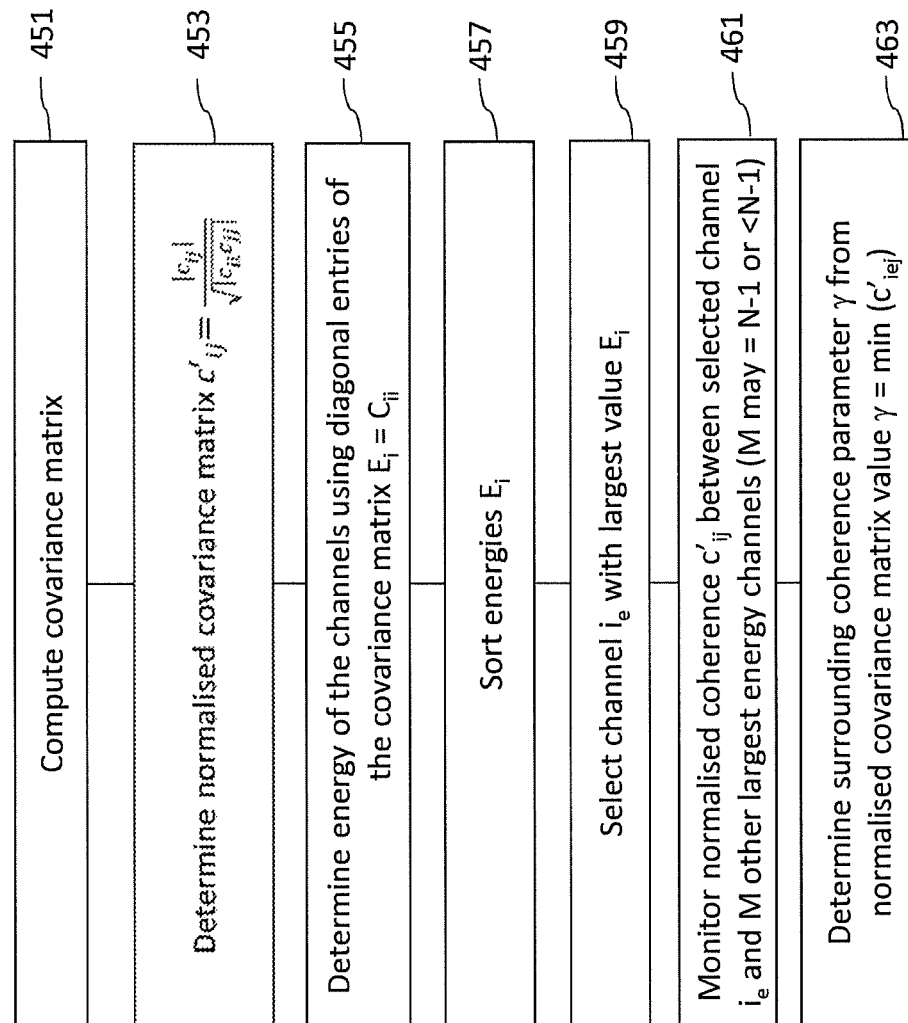 Compute covariance matrix
451
Determine normalised covariance matrix c'ij = |cij| / √|cii cjj|
453
Determine energy of the channels using diagonal entries of
the covariance matrix Ei = Cii
455
Sort energies Ei
457
Select channel ie with largest value Ei
459
Monitor normalised coherence c'ij between selected channel
ie and M other largest energy channels (M may = N-1 or <N-1)
461
Determine surrounding coherence parameter γ from
normalised covariance matrix value γ = min (c'iej)
463